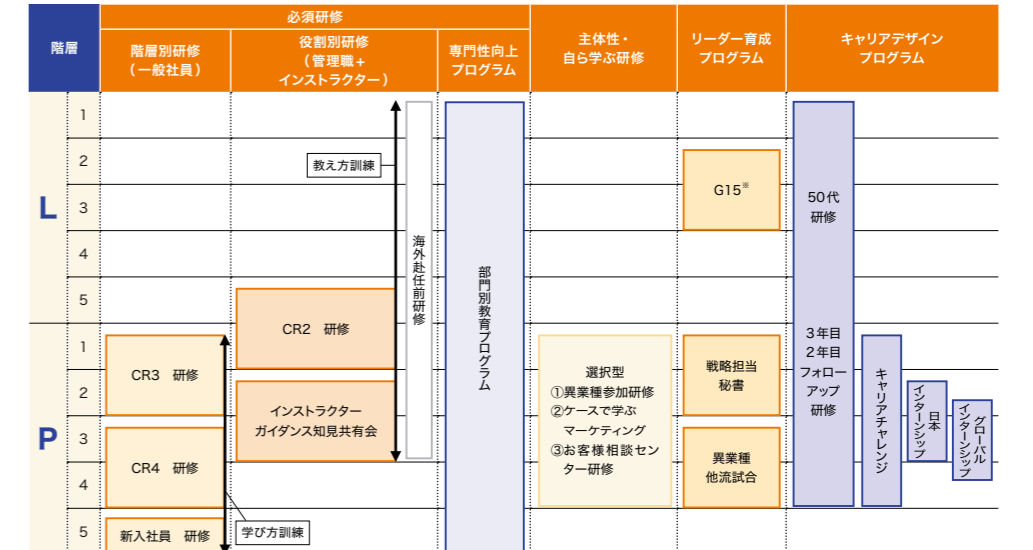 階層
必須研修
階層別研修
（一般社員）
役割別研修
（管理職+
インストラクター）
専門性向上
プログラム
主体性・
自ら学ぶ研修
リーダー育成
プログラム
キャリアデザイン
プログラム
L
1
2
3
4
5
P
1
2
3
4
5
CR3 研修
CR4 研修
新入社員 研修
学び方訓練
教え方訓練
CR2 研修
インストラクター
ガイダンス知見共有会
海外赴任前研修
部門別教育プログラム
選択型
①異業種参加研修
②ケースで学ぶ
マーケティング
③お客様相談セン
ター研修
G15※
戦略担当
秘書
異業種
他流試合
50代
研修
3年目
2年目
フォロー
アップ
研修
キャリアチャレンジ
日本
インターンシップ
グローバル
インターンシップ